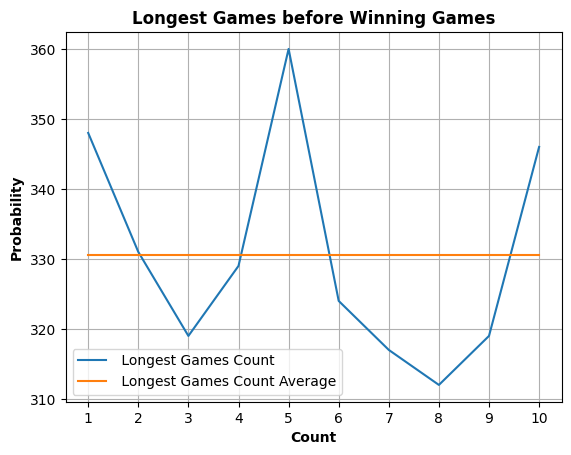 Longest Games before Winning Games
360
350
340
330
320
310
Probability
Longest Games Count
Longest Games Count Average
1 2 3 4 5 6 7 8 9 10
Count